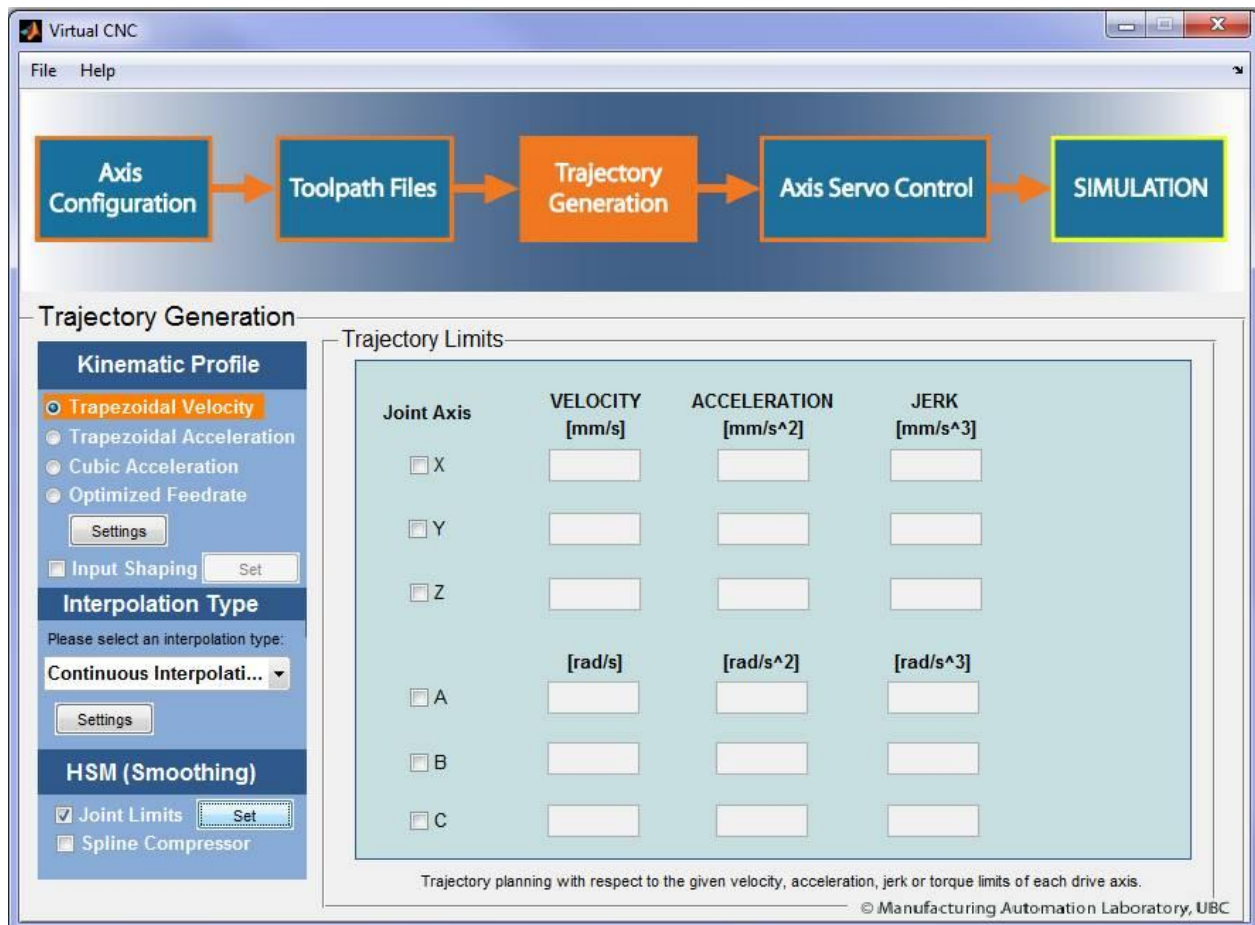 Virtual CNC
File Help
Axis
Configuration
Toolpath Files
Trajectory
Generation
Axis Servo Control
SIMULATION
Trajectory Generation
Kinematic Profile
Trapezoidal Velocity
Trapezoidal Acceleration
Cubic Acceleration
Optimized Feedrate
Settings
Input Shaping Set
Interpolation Type
Please select an interpolation type:
Continuous Interpolati...
Settings
HSM (Smoothing)
Joint Limits Set
Spline Compressor
Trajectory Limits
Joint Axis VELOCITY ACCELERATION JERK
[mm/s] [mm/s^2] [mm/s^3]
X
Y
Z
[rad/s] [rad/s^2] [rad/s^3]
A
B
C
Trajectory planning with respect to the given velocity, acceleration, jerk or torque limits of each drive axis.
© Manufacturing Automation Laboratory, UBC